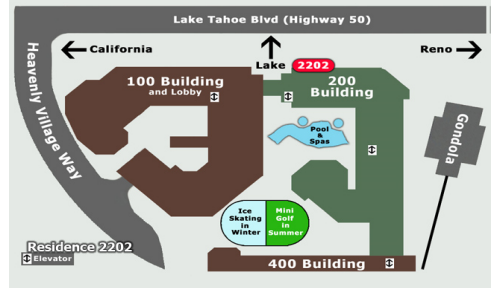 Lake Tahoe Blvd (Highway 50)
California
Lake
2202
Reno
Heavenly Village Way
100 Building
and Lobby
200
Building
Pool
&
Spas
Gondola
Ice
Skating
in
Winter
Mini
Golf
in
Summer
Residence 2202
Elevator
400 Building